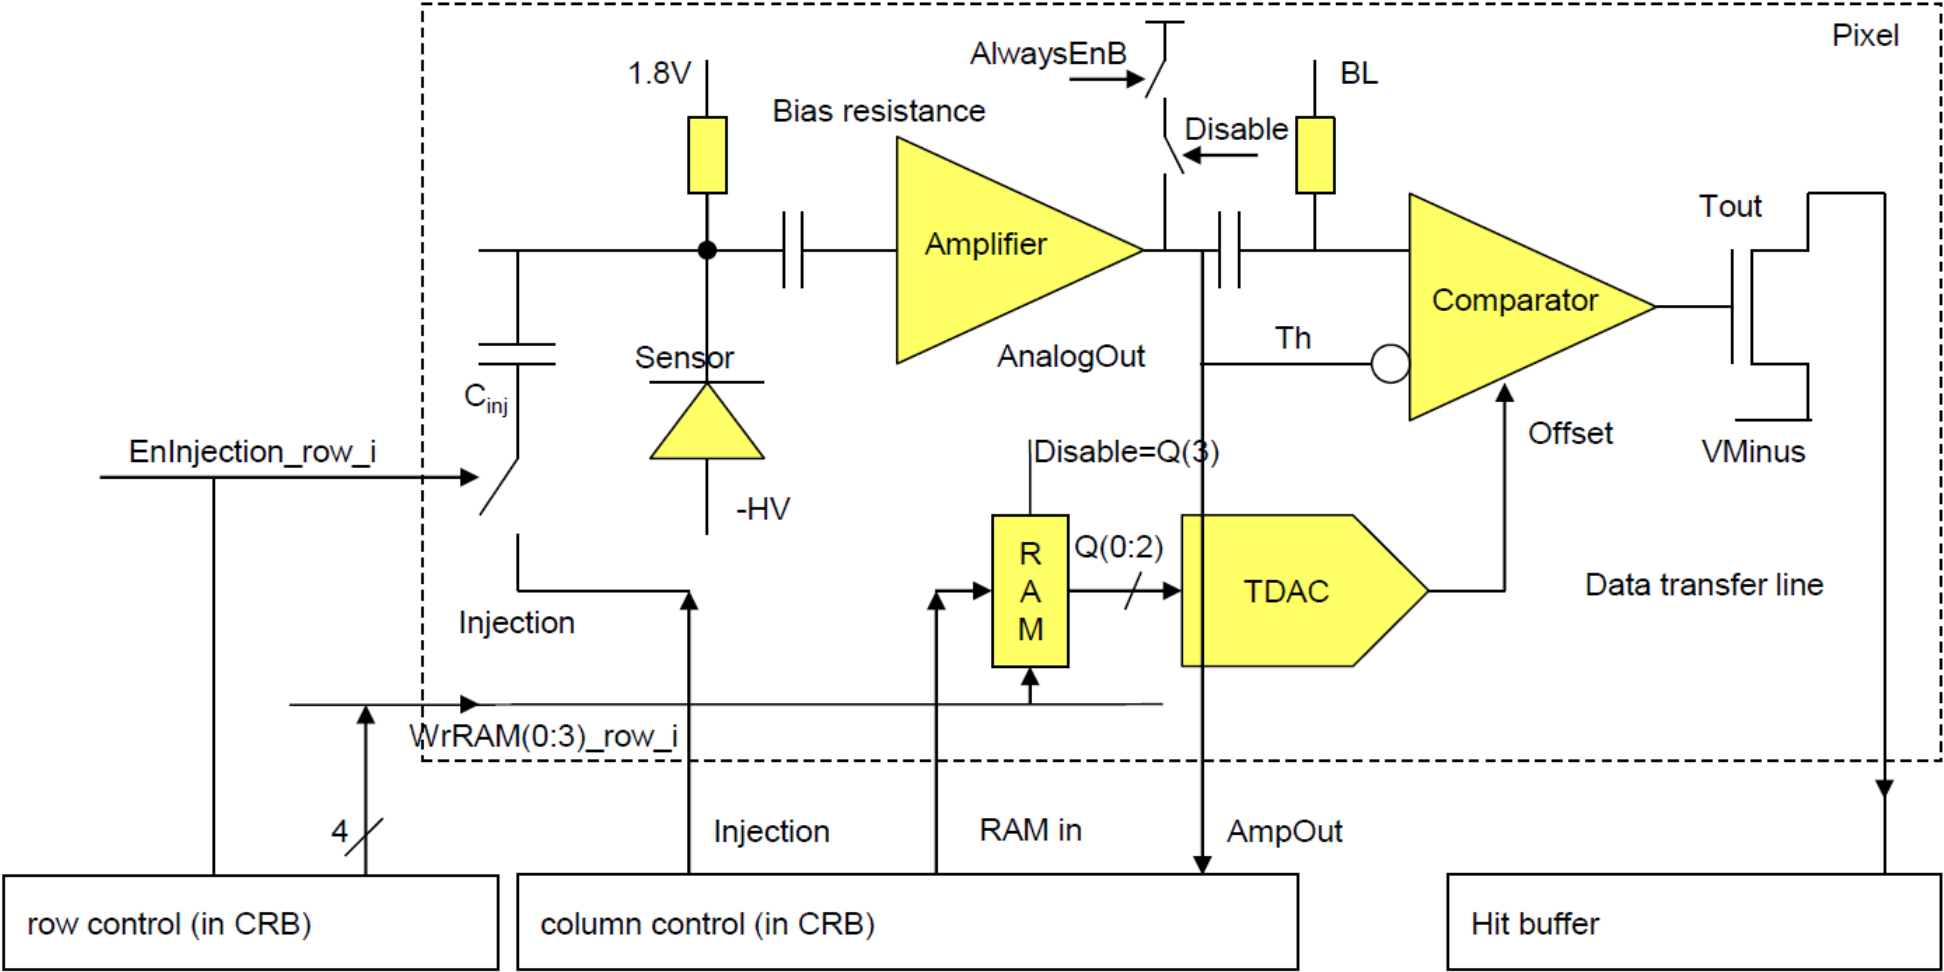 Pixel
AlwaysEnB
1.8V
BL
Bias resistance
Disable
Tout
Amplifier
Comparator
Th
Sensor
AnalogOut
Cinj
Offset
EnInjection_row_i
Disable=Q(3)
VMinus
-HV
R
A
M
Q(0:2)
TDAC
Data transfer line
Injection
WrRAM(0:3)_row_i
4
Injection
RAM in
AmpOut
row control (in CRB)
column control (in CRB)
Hit buffer